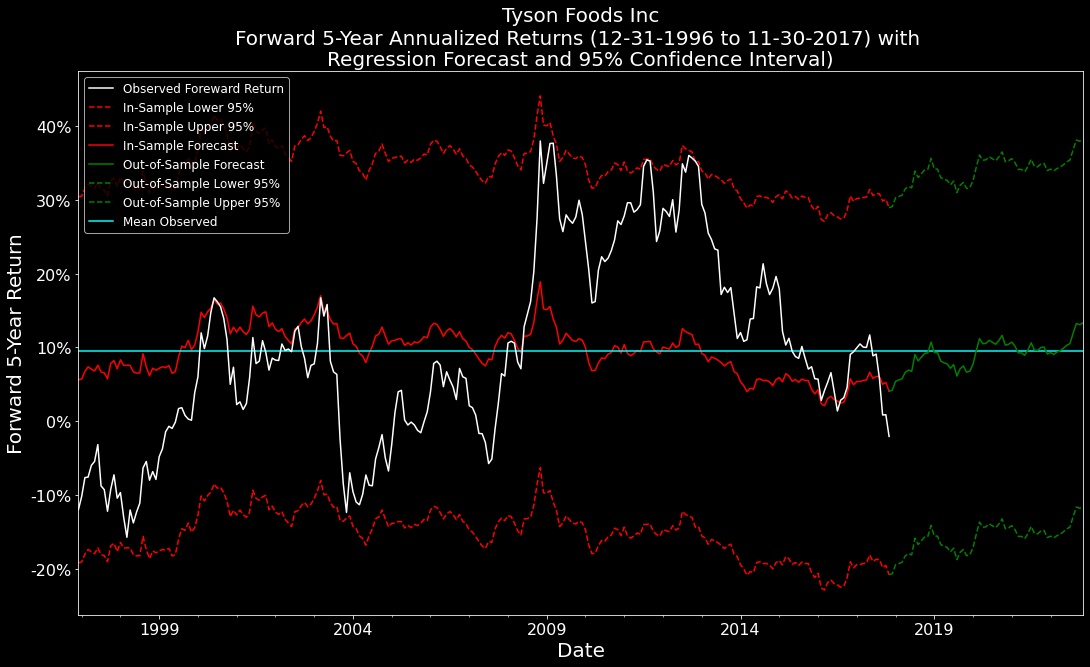 Tyson Foods Inc
Forward 5-Year Annualized Returns (12-31-1996 to 11-30-2017) with
Regression Forecast and 95% Confidence Interval)
Observed Foreward Return
In-Sample Lower 95%
In-Sample Upper 95%
In-Sample Forecast
Out-of-Sample Forecast
Out-of-Sample Lower 95%
Out-of-Sample Upper 95%
Mean Observed
Forward 5-Year Return
40%
30%
20%
10%
0%
-10%
-20%
1999
2004
2009
2014
2019
Date